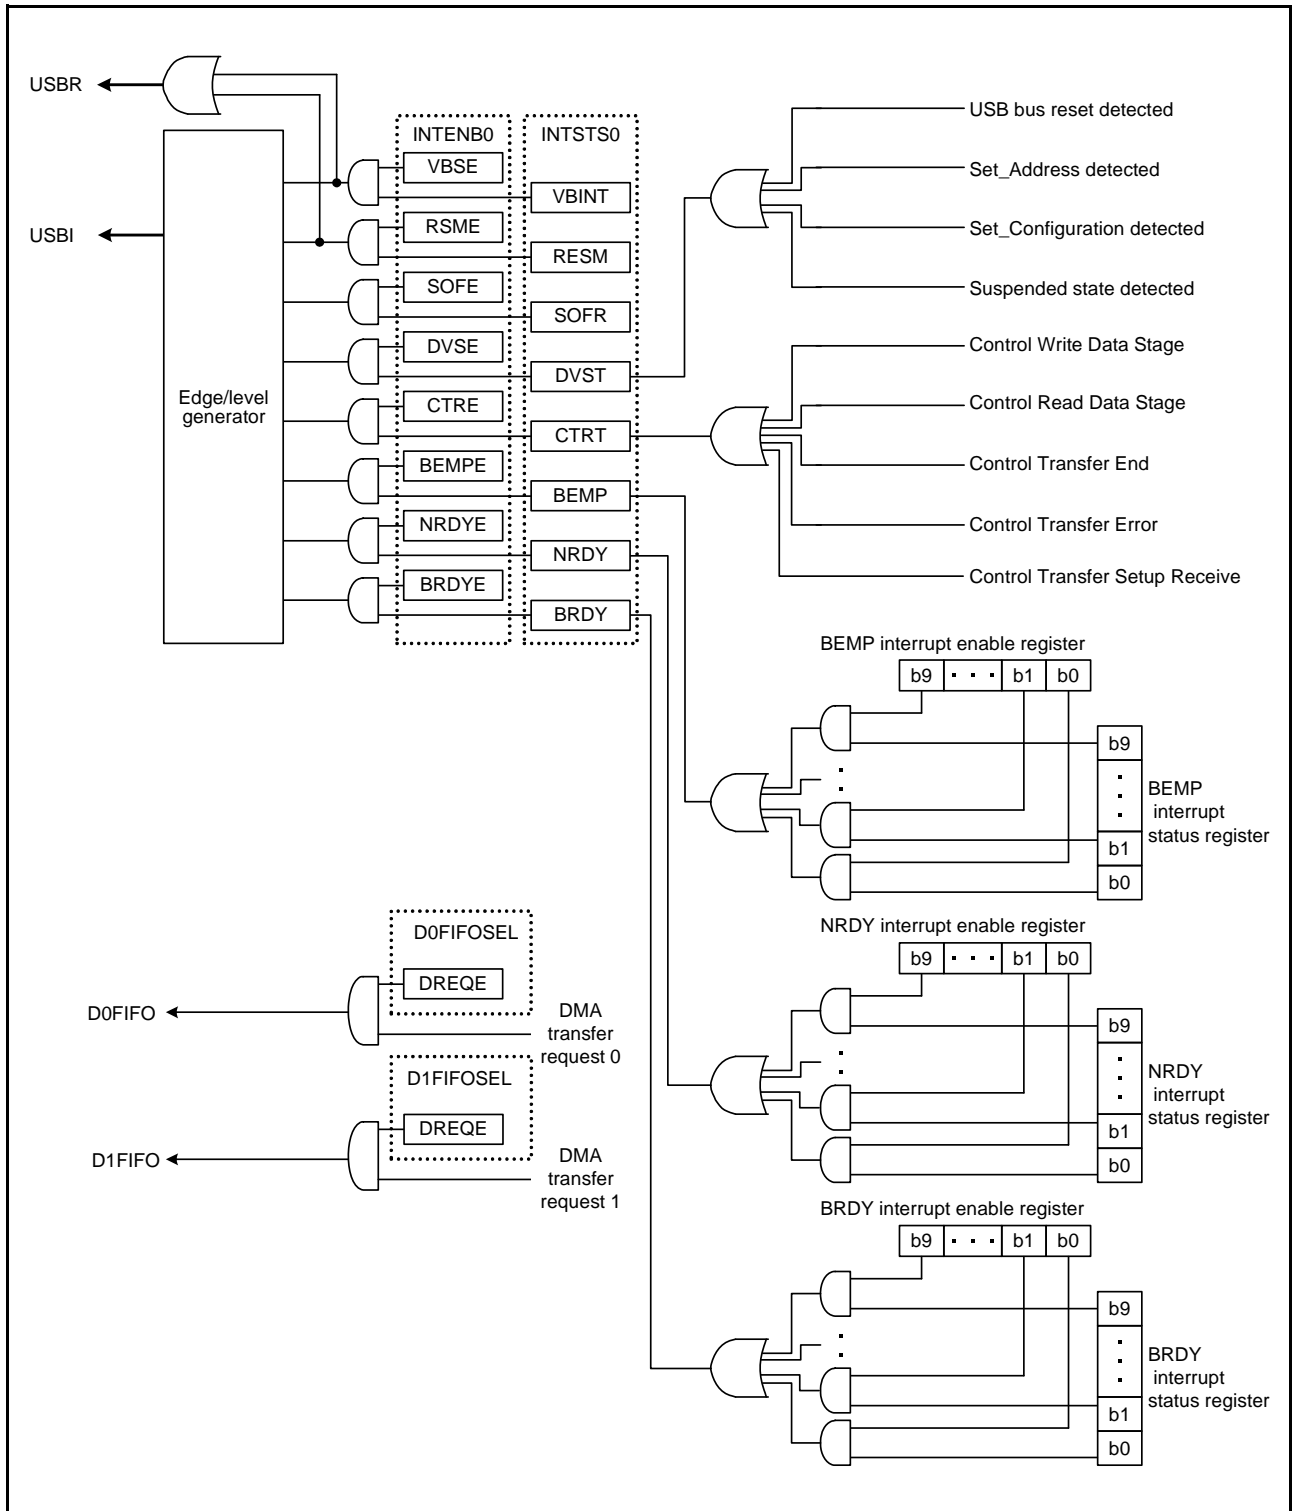 USBR
USBI
Edge/level
generator
INTENB0
VBSE
RSME
SOFE
DVSE
CTRE
BEMPE
NRDYE
BRDYE
INTSTS0
VBINT
RESM
SOFR
DVST
CTRT
BEMP
NRDY
BRDY
USB bus reset detected
Set_Address detected
Set_Configuration detected
Suspended state detected
Control Write Data Stage
Control Read Data Stage
Control Transfer End
Control Transfer Error
Control Transfer Setup Receive
BEMP interrupt enable register
b9 · · · b1 b0
b9
b1
b0
BEMP
interrupt
status register
NRDY interrupt enable register
b9 · · · b1 b0
b9
b1
b0
NRDY
interrupt
status register
BRDY interrupt enable register
b9 · · · b1 b0
b9
b1
b0
BRDY
interrupt
status register
D0FIFOSEL
DREQE
D0FIFO
DMA
transfer
request 0
D1FIFOSEL
DREQE
D1FIFO
DMA
transfer
request 1